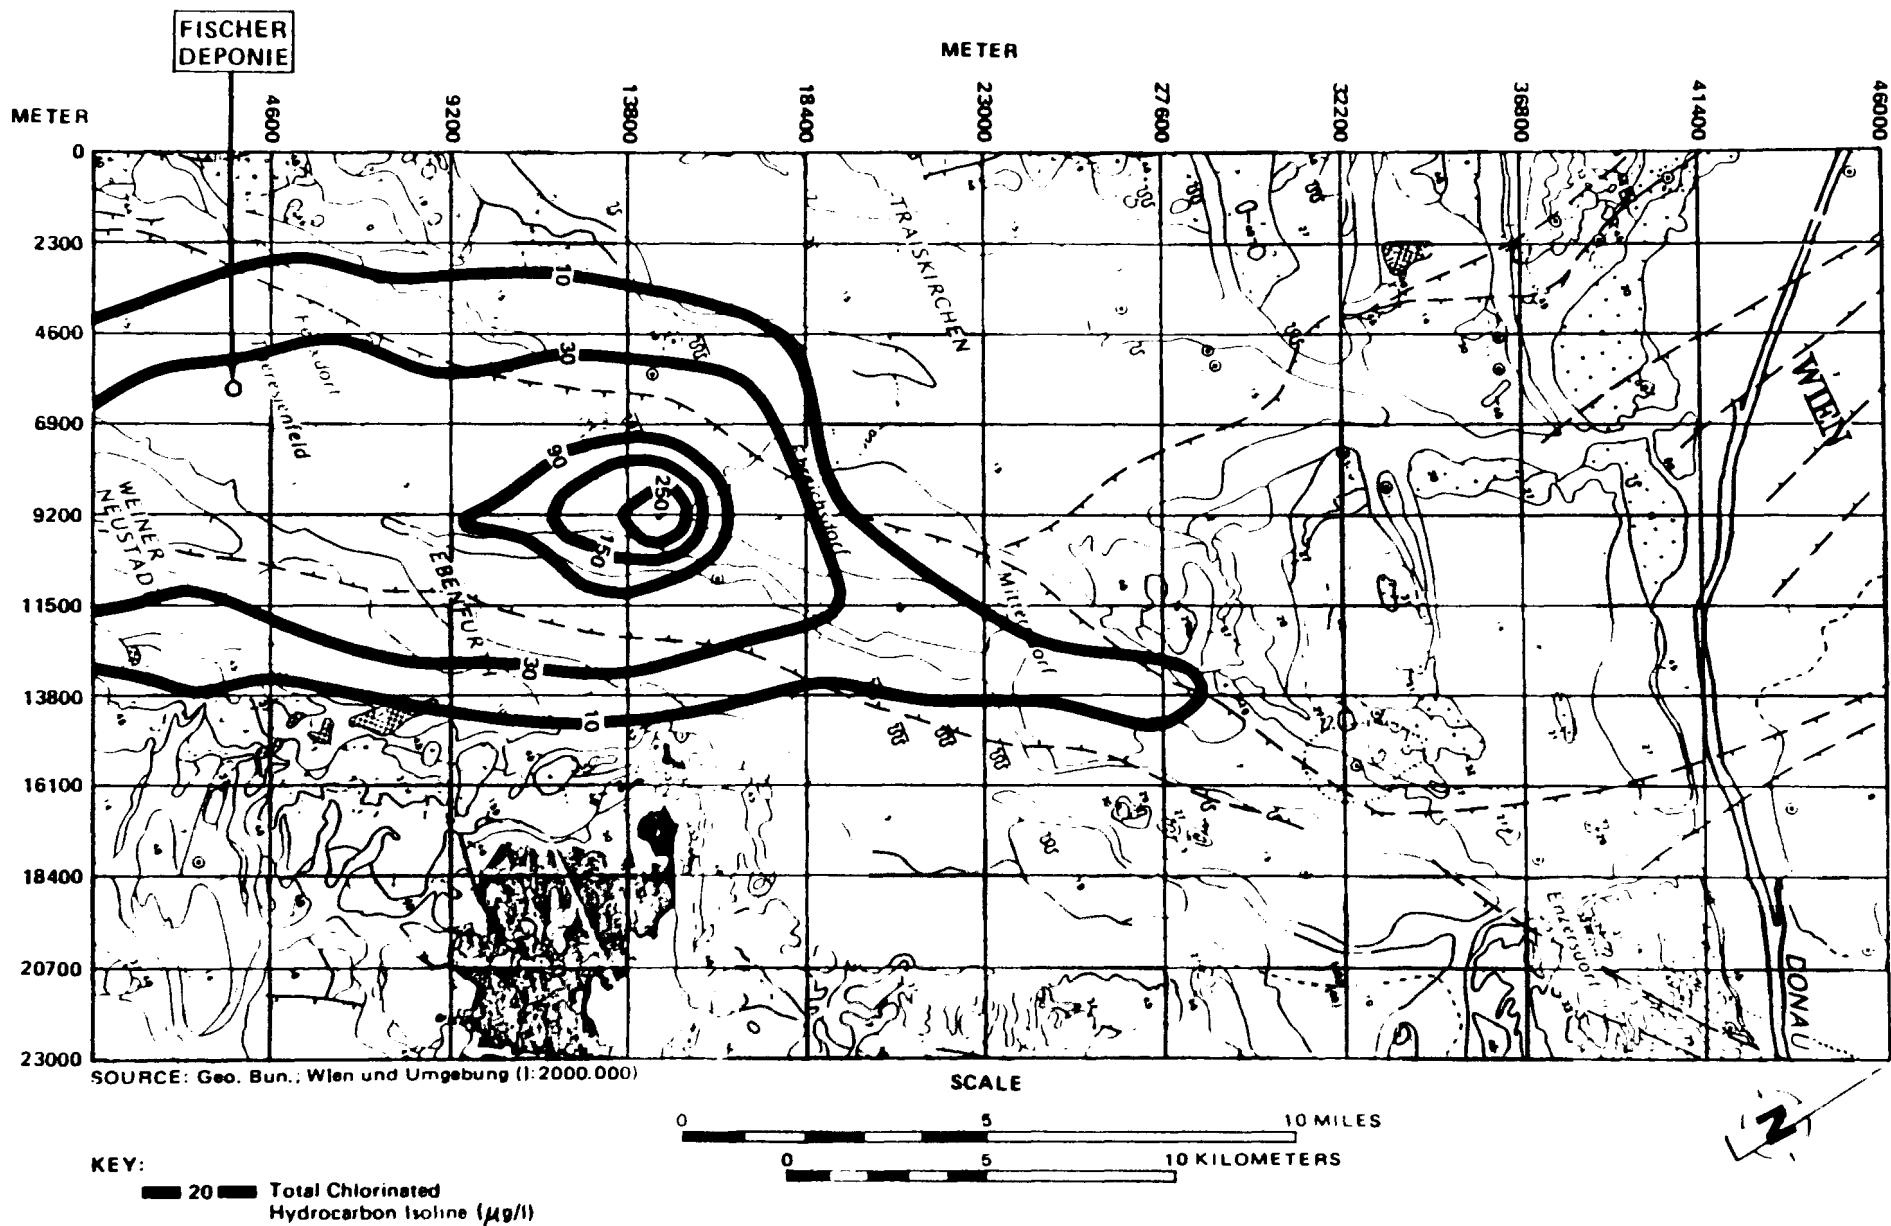 FISCHER
DEPONIE
METER
METER
4600
9200
13800
18400
23000
27600
32200
36800
41400
46000
0
2300
4600
6900
9200
11500
13800
16100
18400
20700
23000
10
30
90
250
150
30
10
TRAISKIRCHEN
Theresienfeld
WEINER
NEUSTADT
EBENFURTH
WIEN
DONAU
SOURCE: Geo. Bun.; Wien und Umgebung (1:2000.000)
SCALE
0 5 10 MILES
0 5 10 KILOMETERS
N
KEY:
20 Total Chlorinated
Hydrocarbon Isoline (µg/l)